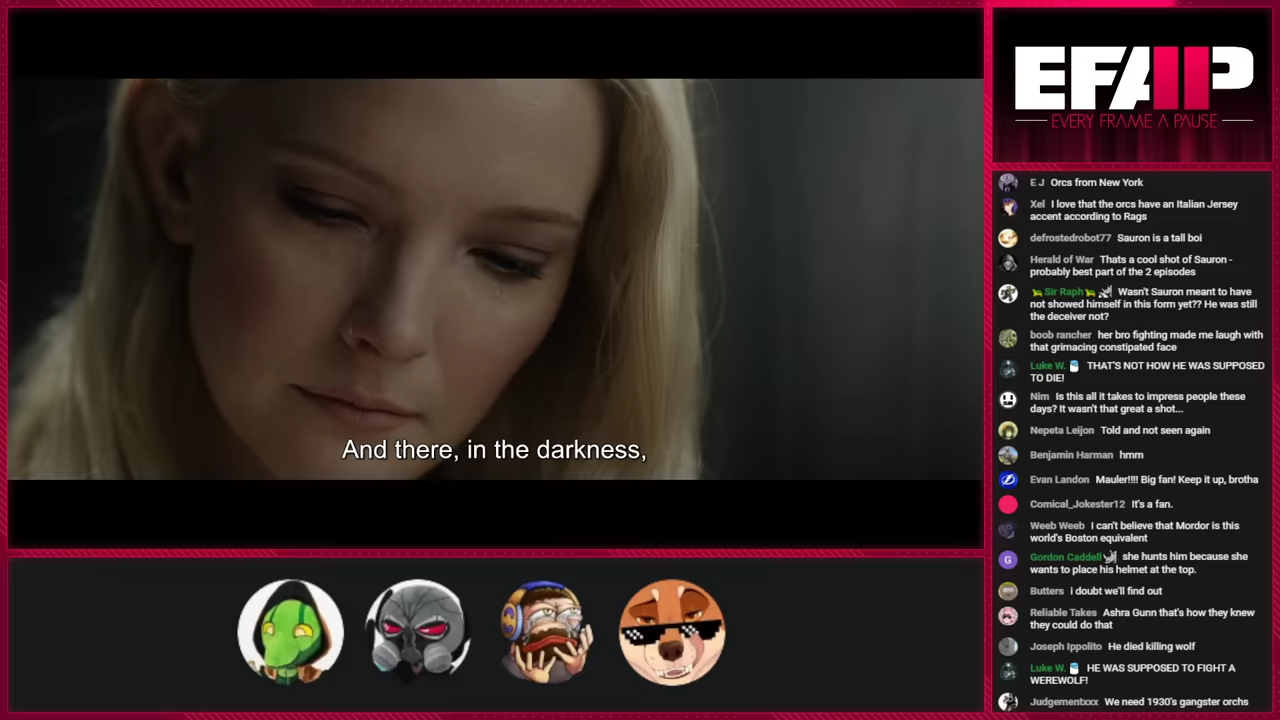 And there, in the darkness,
EFAP
EVERY FRAME A PAUSE
E J Orcs from New York
Xel I love that the orcs have an Italian Jersey
accent according to Rags
defrostedrobot77 Sauron is a tall boi
Herald of War Thats a cool shot of Sauron -
probably best part of the 2 episodes
Sir Raph Wasn't Sauron meant to have
not showed himself in this form yet?? He was still
the deceiver not?
boob rancher her bro fighting made me laugh with
that grimacing constipated face
Luke W. THAT'S NOT HOW HE WAS SUPPOSED
TO DIE!
Nim Is this all it takes to impress people these
days? It wasn't that great a shot...
Nepeta Leijon Told and not seen again
Benjamin Harman hmm
Evan Landon Mauler!!!! Big fan! Keep it up, brotha
Comical_Jokester12 It's a fan.
Weeb Weeb I can't believe that Mordor is this
world's Boston equivalent
G
Gordon Caddell she hunts him because she
wants to place his helmet at the top.
Butters I doubt we'll find out
Reliable Takes Ashra Gunn that's how they knew
they could do that
Joseph Ippolito He died killing wolf
Luke W. HE WAS SUPPOSED TO FIGHT A
WEREWOLF!
Judgementxxx We need 1930's gangster orchs